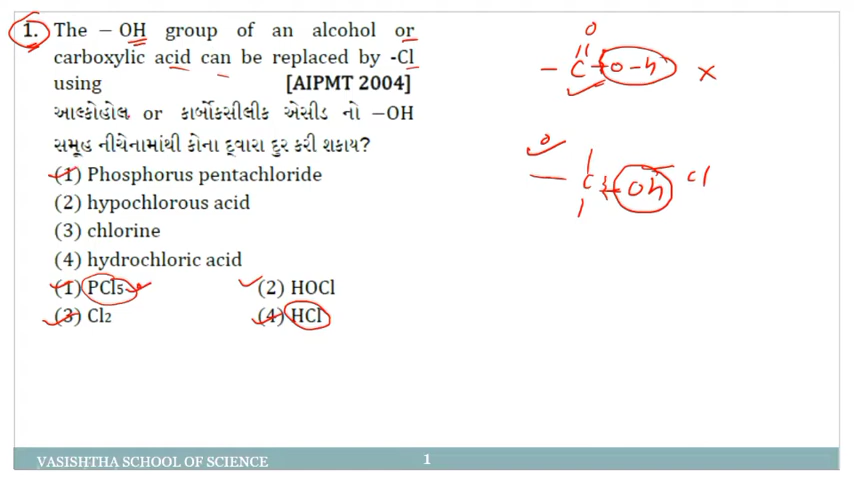 1. The – OH group of an alcohol or
carboxylic acid can be replaced by -Cl
using [AIPMT 2004]
આલ્કોહોલ or કાર્બોકસીલીક એસીડ નો –OH
સમૂહ નીચેનામાંથી કોના દ્વારા દુર કરી શકાય?
(1) Phosphorus pentachloride
(2) hypochlorous acid
(3) chlorine
(4) hydrochloric acid
(1) PCl5 (2) HOCl
(3) Cl2 (4) HCl
O
– C – O – H x
C OH Cl
VASISHTHA SCHOOL OF SCIENCE 1